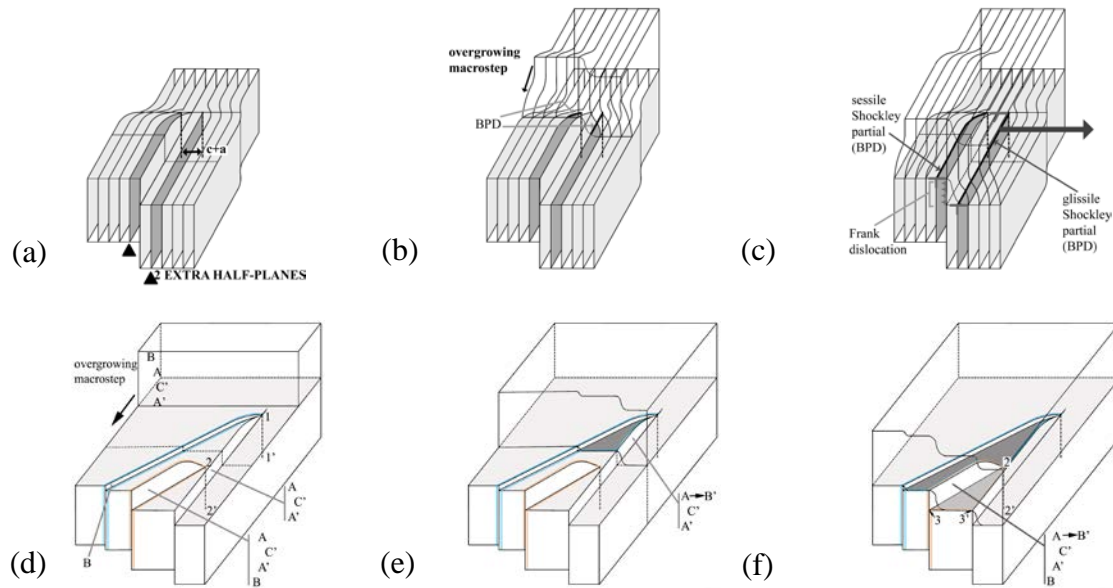 (a)
c+a
2 EXTRA HALF-PLANES
(b)
overgrowing
macrostep
BPD
(c)
sessile
Shockley
partial
(BPD)
Frank
dislocation
glissile
Shockley
partial
(BPD)
(d)
overgrowing
macrostep
B
A
C'
A'
1
1'
2
2'
A
C'
A'
A
C'
A'
B
B
(e)
A→B'
C'
A'
(f)
2
2'
3
3'
A→B'
C'
A'
B